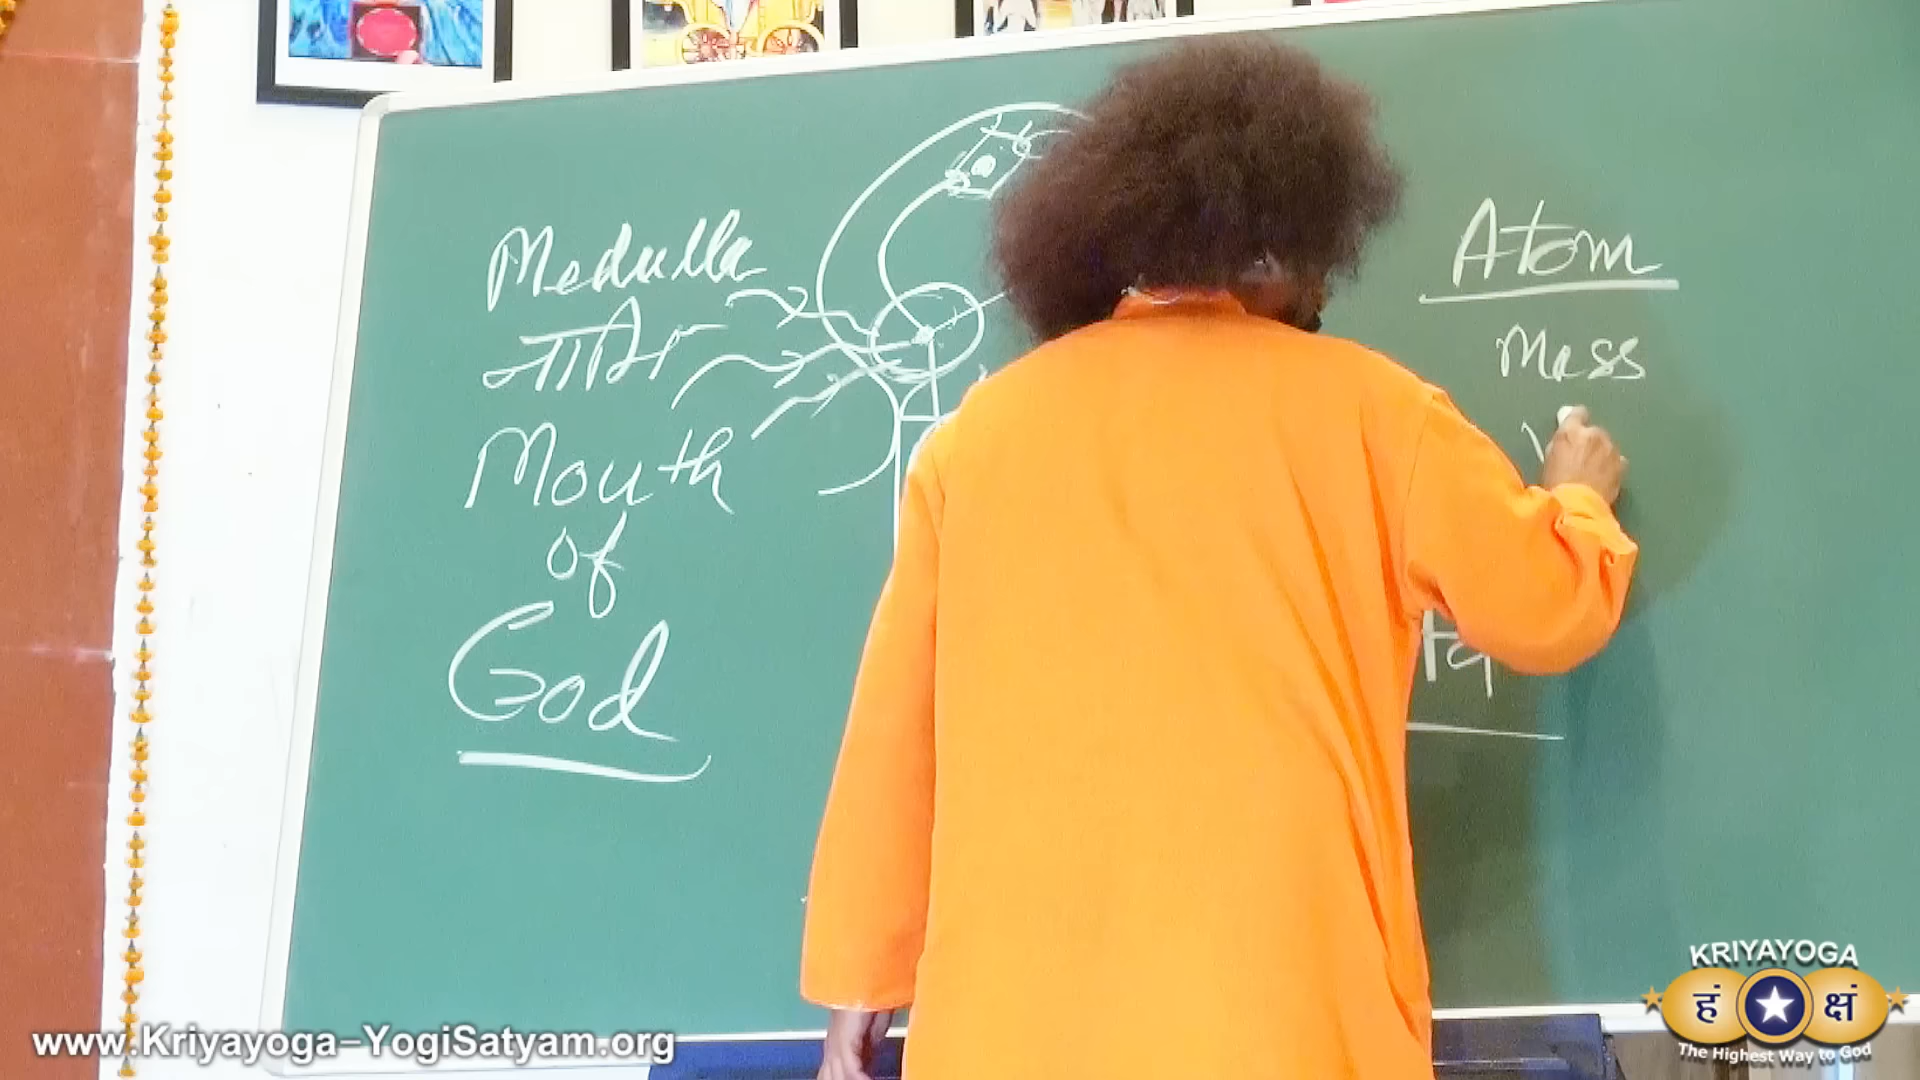 Medulla
नाभि
Mouth
of
God
Atom
Mass
www.Kriyayoga–YogiSatyam.org
KRIYAYOGA
हं क्षं
The Highest Way to God